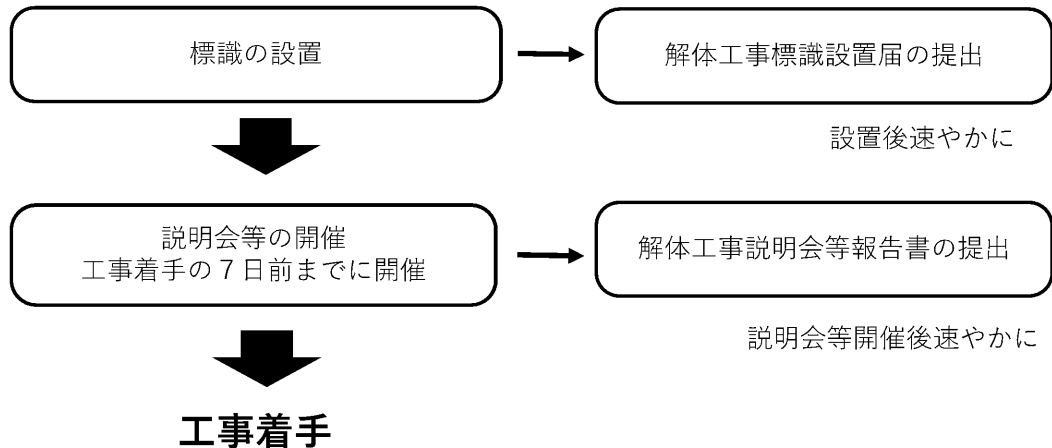 標識の設置
解体工事標識設置届の提出
設置後速やかに
説明会等の開催
工事着手の７日前までに開催
解体工事説明会等報告書の提出
説明会等開催後速やかに
工事着手